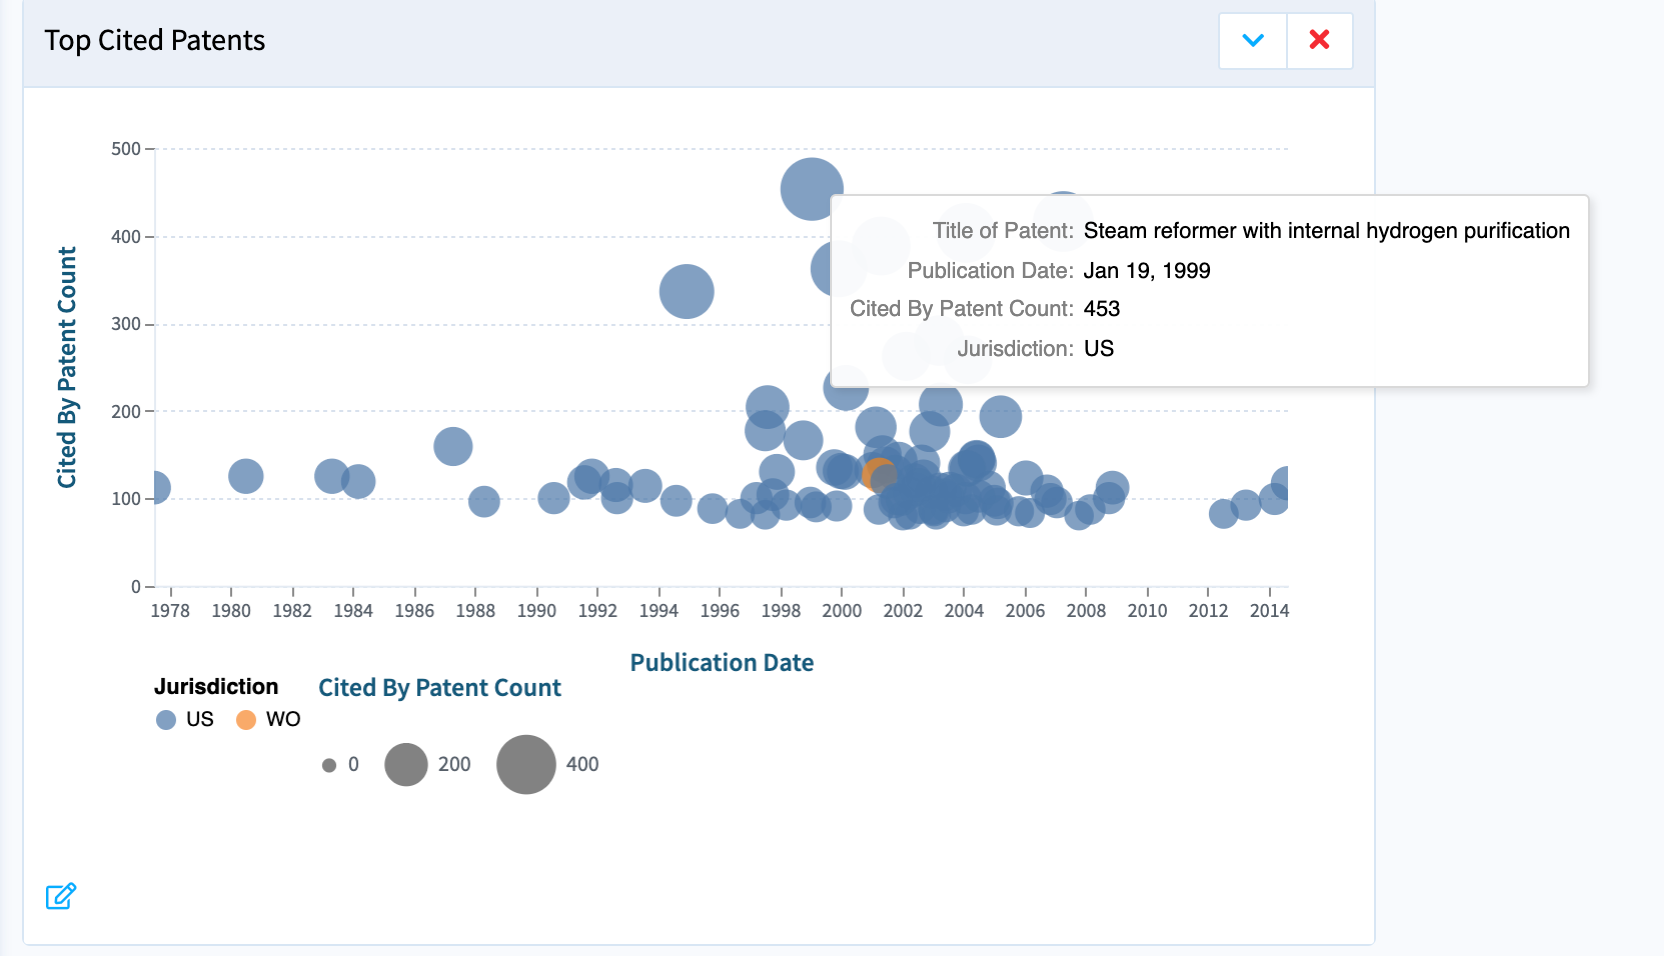 Top Cited Patents
500
400
300
200
100
0
Cited By Patent Count
Title of Patent: Steam reformer with internal hydrogen purification
Publication Date: Jan 19, 1999
Cited By Patent Count: 453
Jurisdiction: US
1978 1980 1982 1984 1986 1988 1990 1992 1994 1996 1998 2000 2002 2004 2006 2008 2010 2012 2014
Publication Date
Jurisdiction
US WO
Cited By Patent Count
0 200 400